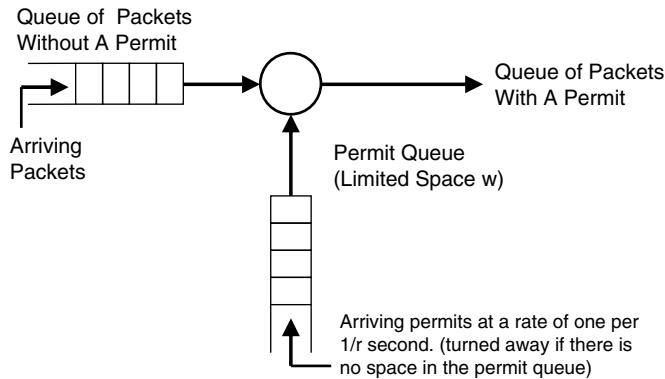 Queue of Packets
Without A Permit
Queue of Packets
With A Permit
Arriving
Packets
Permit Queue
(Limited Space w)
Arriving permits at a rate of one per
1/r second. (turned away if there is
no space in the permit queue)